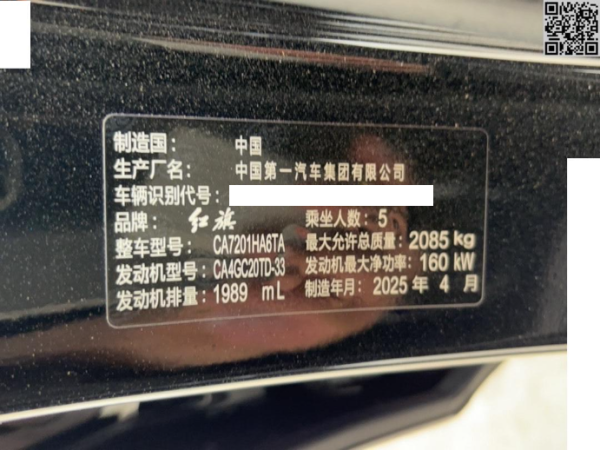 制造国: 中国
生产厂名: 中国第一汽车集团有限公司
车辆识别代号:
品牌: 红旗 乘坐人数: 5
整车型号: CA7201HA6TA 最大允许总质量: 2085 kg
发动机型号: CA4GC20TD-33 发动机最大净功率: 160 kW
发动机排量: 1989 mL 制造年月: 2025 年 4 月